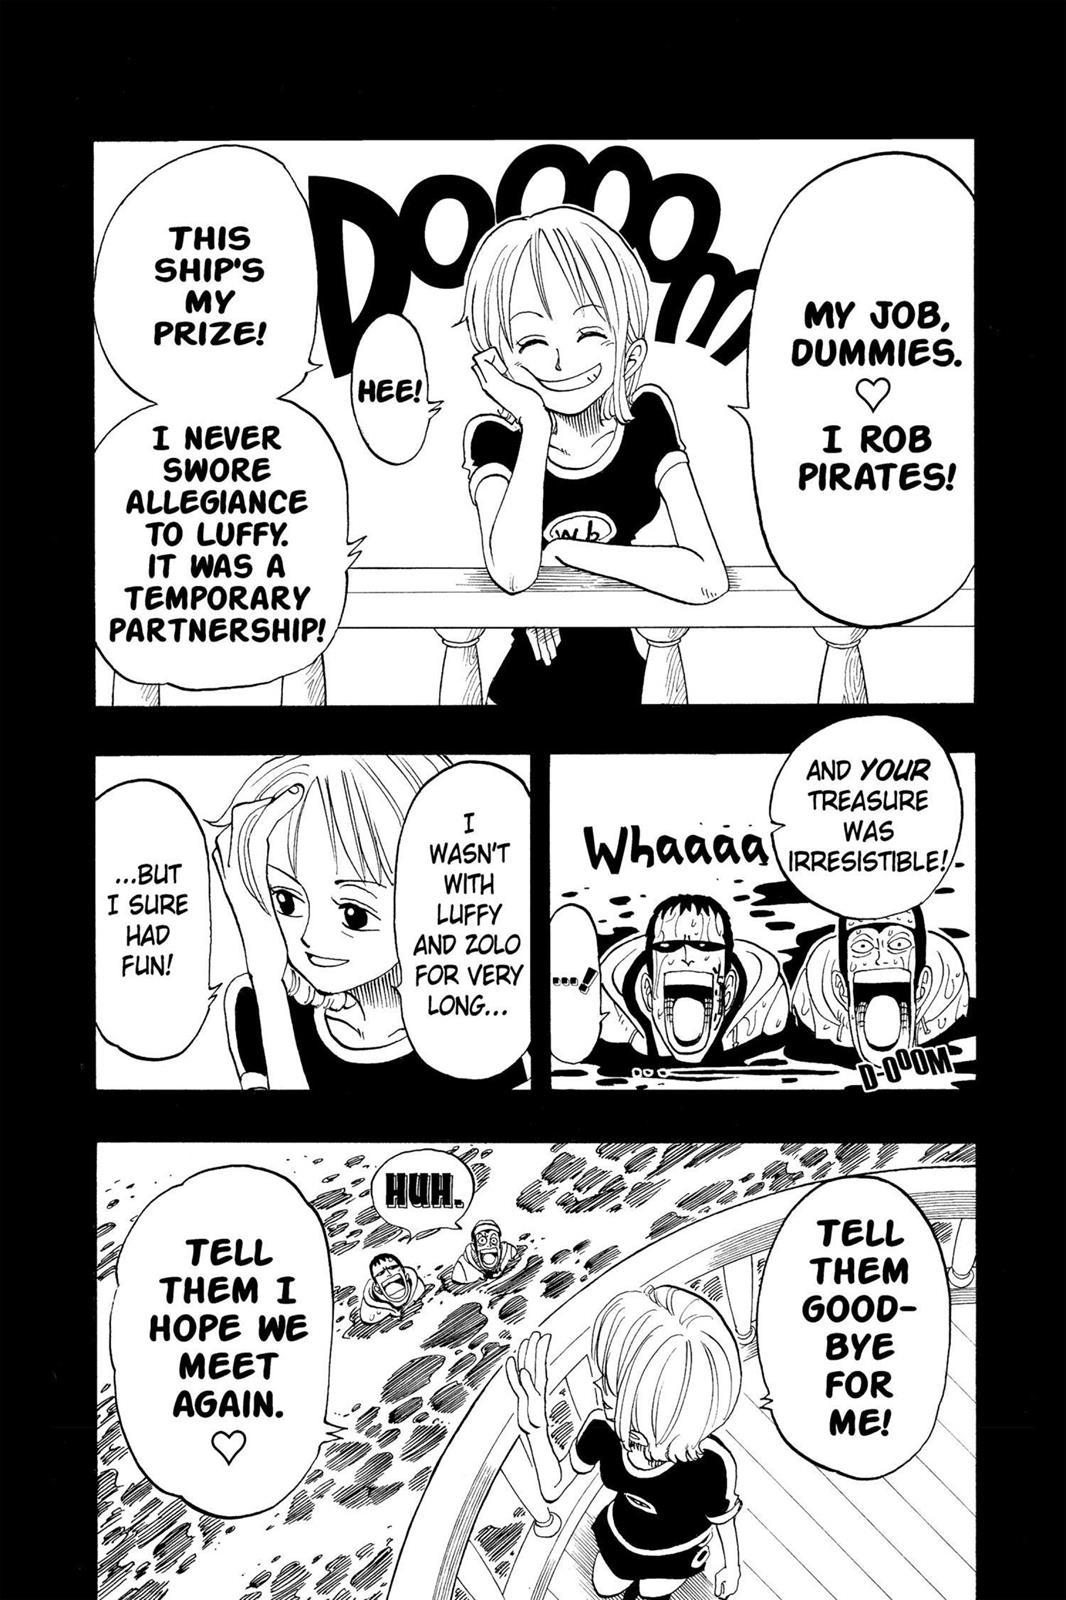 MY JOB,
DUMMIES.
♡
I ROB
PIRATES!
DOOOOM
HEE!
Wb
THIS
SHIP'S
MY
PRIZE!
I NEVER
SWORE
ALLEGIANCE
TO LUFFY.
IT WAS A
TEMPORARY
PARTNERSHIP!
AND YOUR
TREASURE
WAS
IRRESISTIBLE!
Whaaaa
...!
D-OOOM
I
WASN'T
WITH
LUFFY
AND ZOLO
FOR VERY
LONG...
...BUT
I SURE
HAD
FUN!
TELL
THEM
GOOD-
BYE
FOR
ME!
HUH.
TELL
THEM I
HOPE WE
MEET
AGAIN.
♡